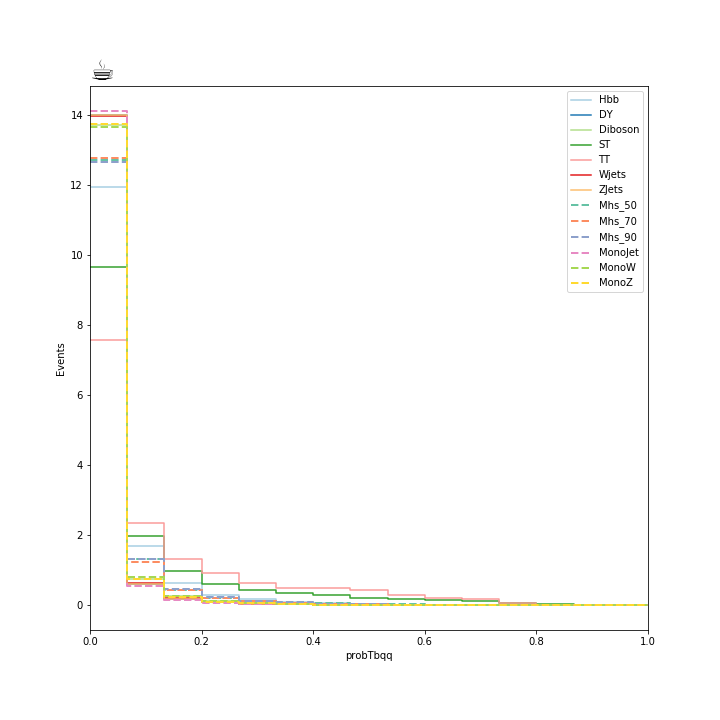 ☕
14
12
10
8
6
4
2
0
Events
0.0 0.2 0.4 0.6 0.8 1.0
probTbqq
Hbb
DY
Diboson
ST
TT
Wjets
ZJets
Mhs_50
Mhs_70
Mhs_90
MonoJet
MonoW
MonoZ